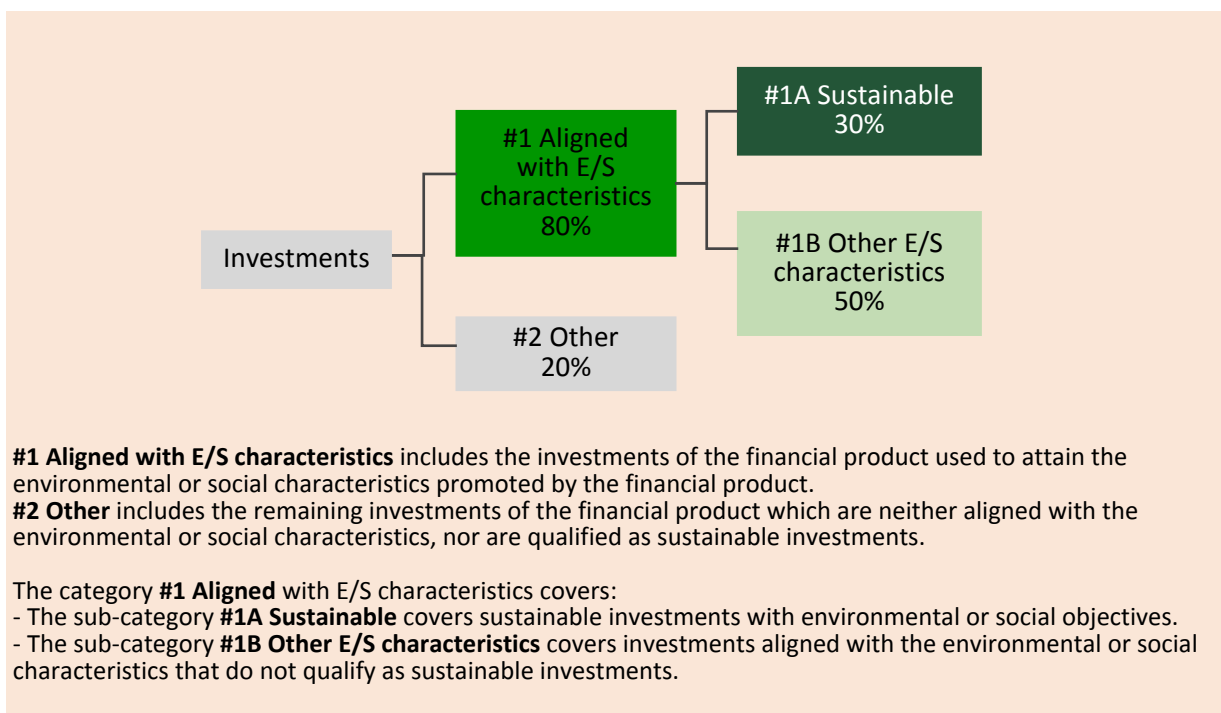 #1A Sustainable
30%
#1 Aligned
with E/S
characteristics
80%
#1B Other E/S
characteristics
50%
Investments
#2 Other
20%
#1 Aligned with E/S characteristics includes the investments of the financial product used to attain the
environmental or social characteristics promoted by the financial product.
#2 Other includes the remaining investments of the financial product which are neither aligned with the
environmental or social characteristics, nor are qualified as sustainable investments.
The category #1 Aligned with E/S characteristics covers:
- The sub-category #1A Sustainable covers sustainable investments with environmental or social objectives.
- The sub-category #1B Other E/S characteristics covers investments aligned with the environmental or social
characteristics that do not qualify as sustainable investments.